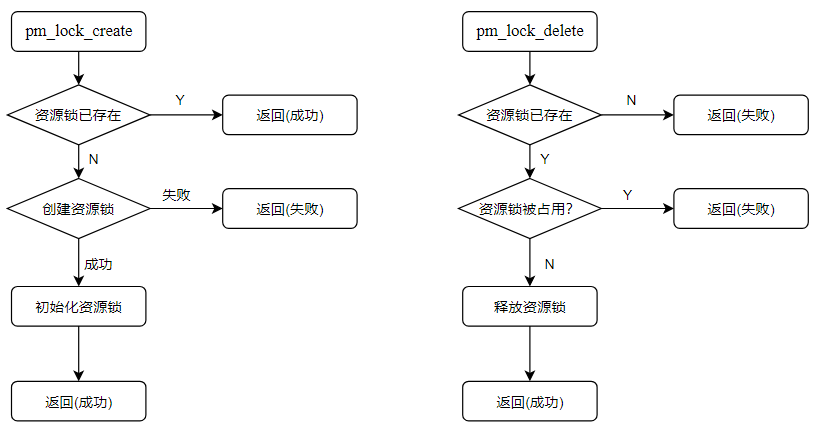 pm_lock_create
资源锁已存在
Y
返回(成功)
N
创建资源锁
失败
返回(失败)
成功
初始化资源锁
返回(成功)
pm_lock_delete
资源锁已存在
N
返回(失败)
Y
资源锁被占用?
Y
返回(失败)
N
释放资源锁
返回(成功)